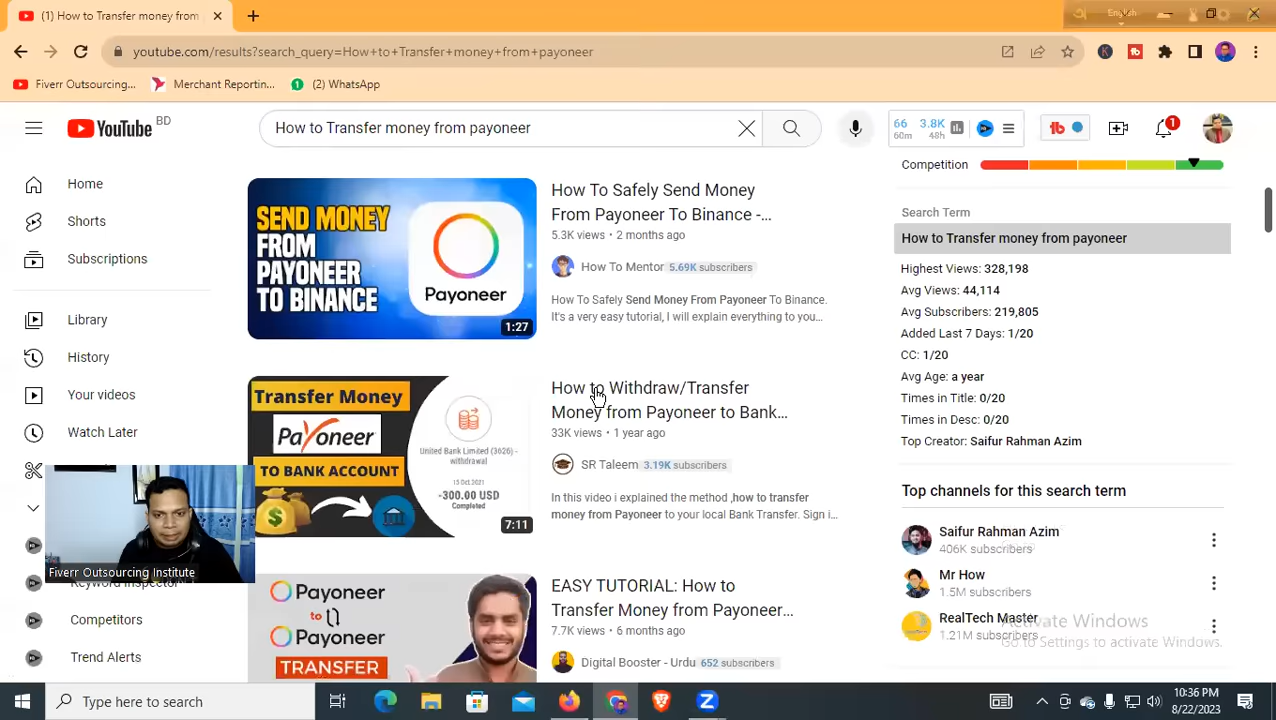 (1) How to Transfer money from
English
youtube.com/results?search_query=How+to+Transfer+money+from+payoneer
Fiverr Outsourcing...
Merchant Reportin...
(2) WhatsApp
YouTube BD
How to Transfer money from payoneer
66
60m
3.8K
48h
tb
1
Home
Shorts
Subscriptions
Library
History
Your videos
Watch Later
Competitors
Trend Alerts
Fiverr Outsourcing Institute
SEND MONEY
FROM
PAYONEER
TO BINANCE
Payoneer
1:27
How To Safely Send Money
From Payoneer To Binance -...
5.3K views • 2 months ago
How To Mentor 5.69K subscribers
How To Safely Send Money From Payoneer To Binance.
It's a very easy tutorial, I will explain everything to you...
Transfer Money
Payoneer
TO BANK ACCOUNT
United Bank Limited (3626) -
withdrawal
15 Oct, 2021
-300.00 USD
Completed
7:11
How to Withdraw/Transfer
Money from Payoneer to Bank...
33K views • 1 year ago
SR Taleem 3.19K subscribers
In this video i explained the method ,how to transfer
money from Payoneer to your local Bank Transfer. Sign i...
Payoneer
to
Payoneer
TRANSFER
EASY TUTORIAL: How to
Transfer Money from Payoneer...
7.7K views • 6 months ago
Digital Booster - Urdu 652 subscribers
Competition
Search Term
How to Transfer money from payoneer
Highest Views: 328,198
Avg Views: 44,114
Avg Subscribers: 219,805
Added Last 7 Days: 1/20
CC: 1/20
Avg Age: a year
Times in Title: 0/20
Times in Desc: 0/20
Top Creator: Saifur Rahman Azim
Top channels for this search term
Saifur Rahman Azim
406K subscribers
Mr How
1.5M subscribers
RealTech Master
1.21M subscribers
Activate Windows
Go to Settings to activate Windows.
Type here to search
10:36 PM
8/22/2023